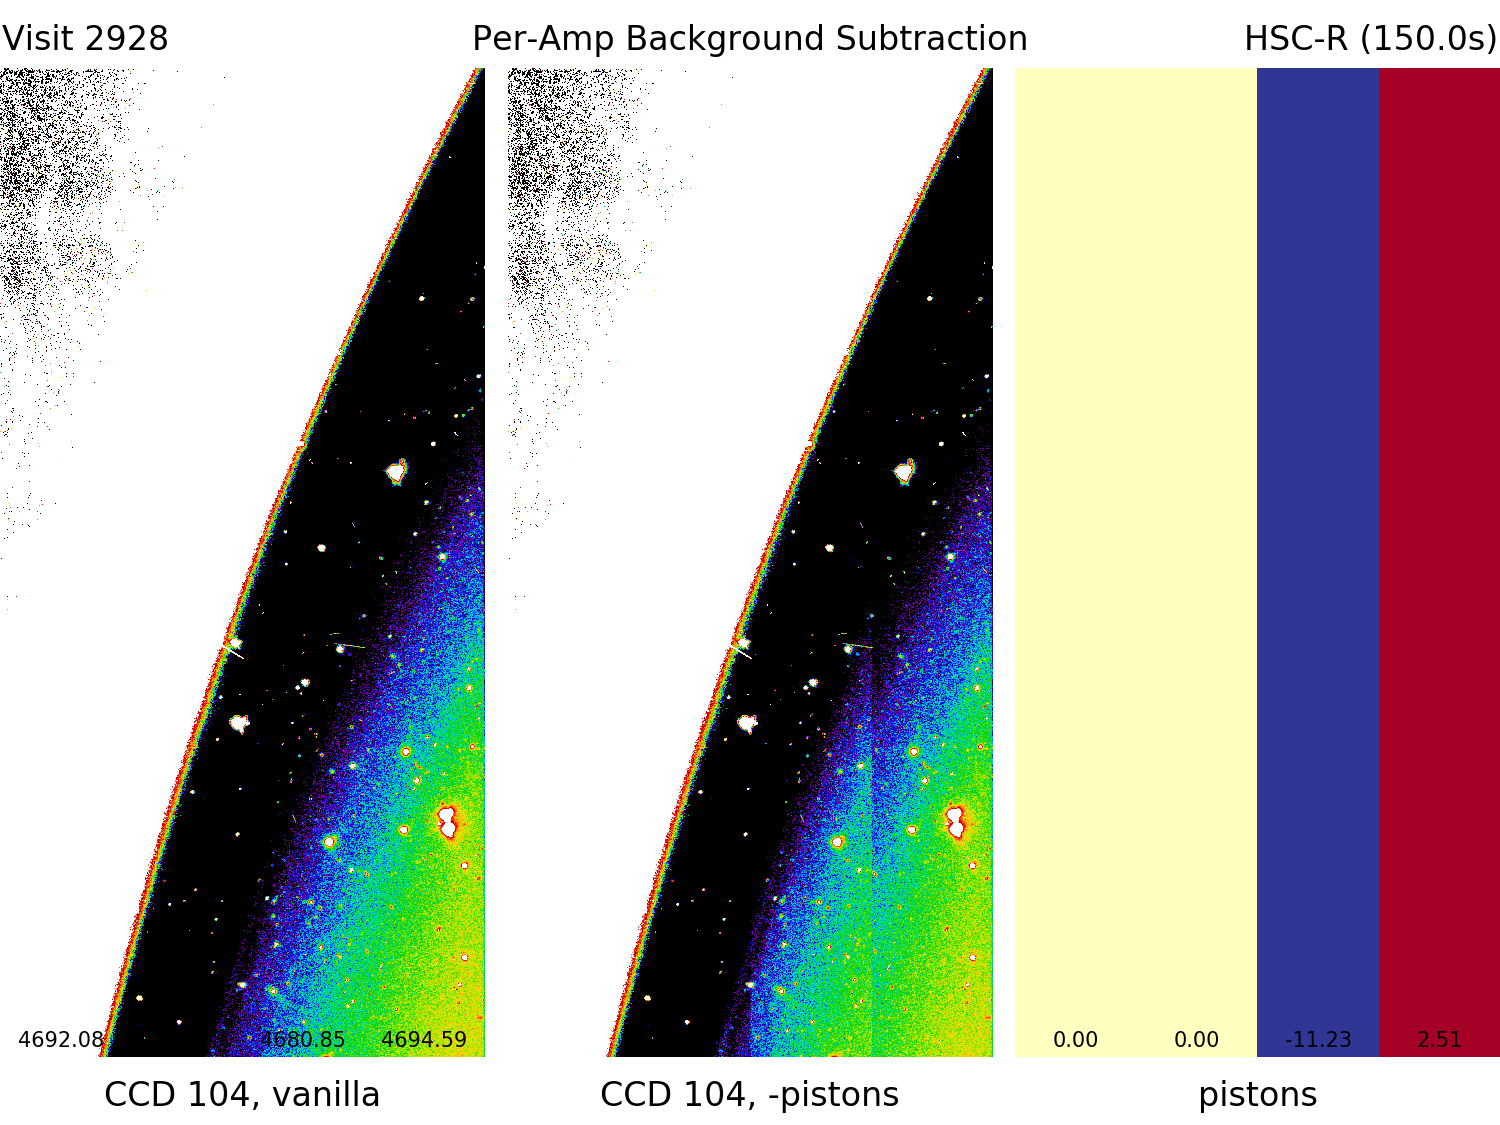 Visit 2928 Per-Amp Background Subtraction HSC-R (150.0s)
4692.08 4680.85 4694.59 0.00 0.00 -11.23 2.51
CCD 104, vanilla CCD 104, -pistons pistons